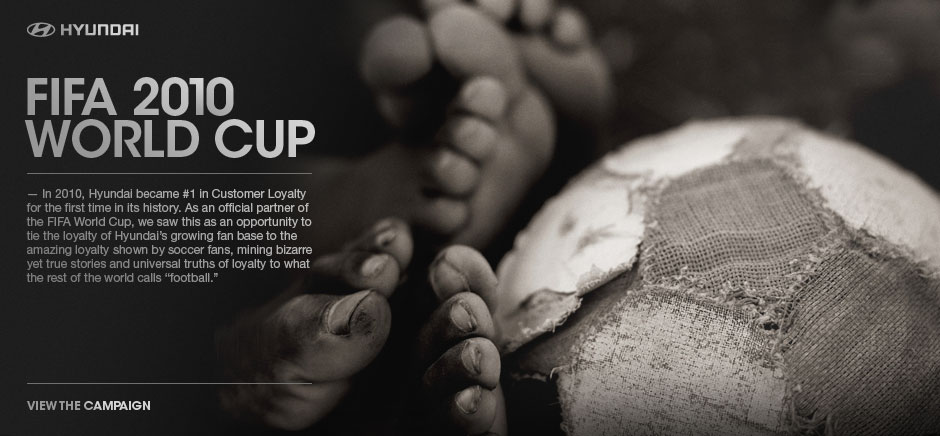 HYUNDAI
FIFA 2010
WORLD CUP
— In 2010, Hyundai became #1 in Customer Loyalty
for the first time in its history. As an official partner of
the FIFA World Cup, we saw this as an opportunity to
tie the loyalty of Hyundai's growing fan base to the
amazing loyalty shown by soccer fans, mining bizarre
yet true stories and universal truths of loyalty to what
the rest of the world calls “football.”
VIEW THE CAMPAIGN